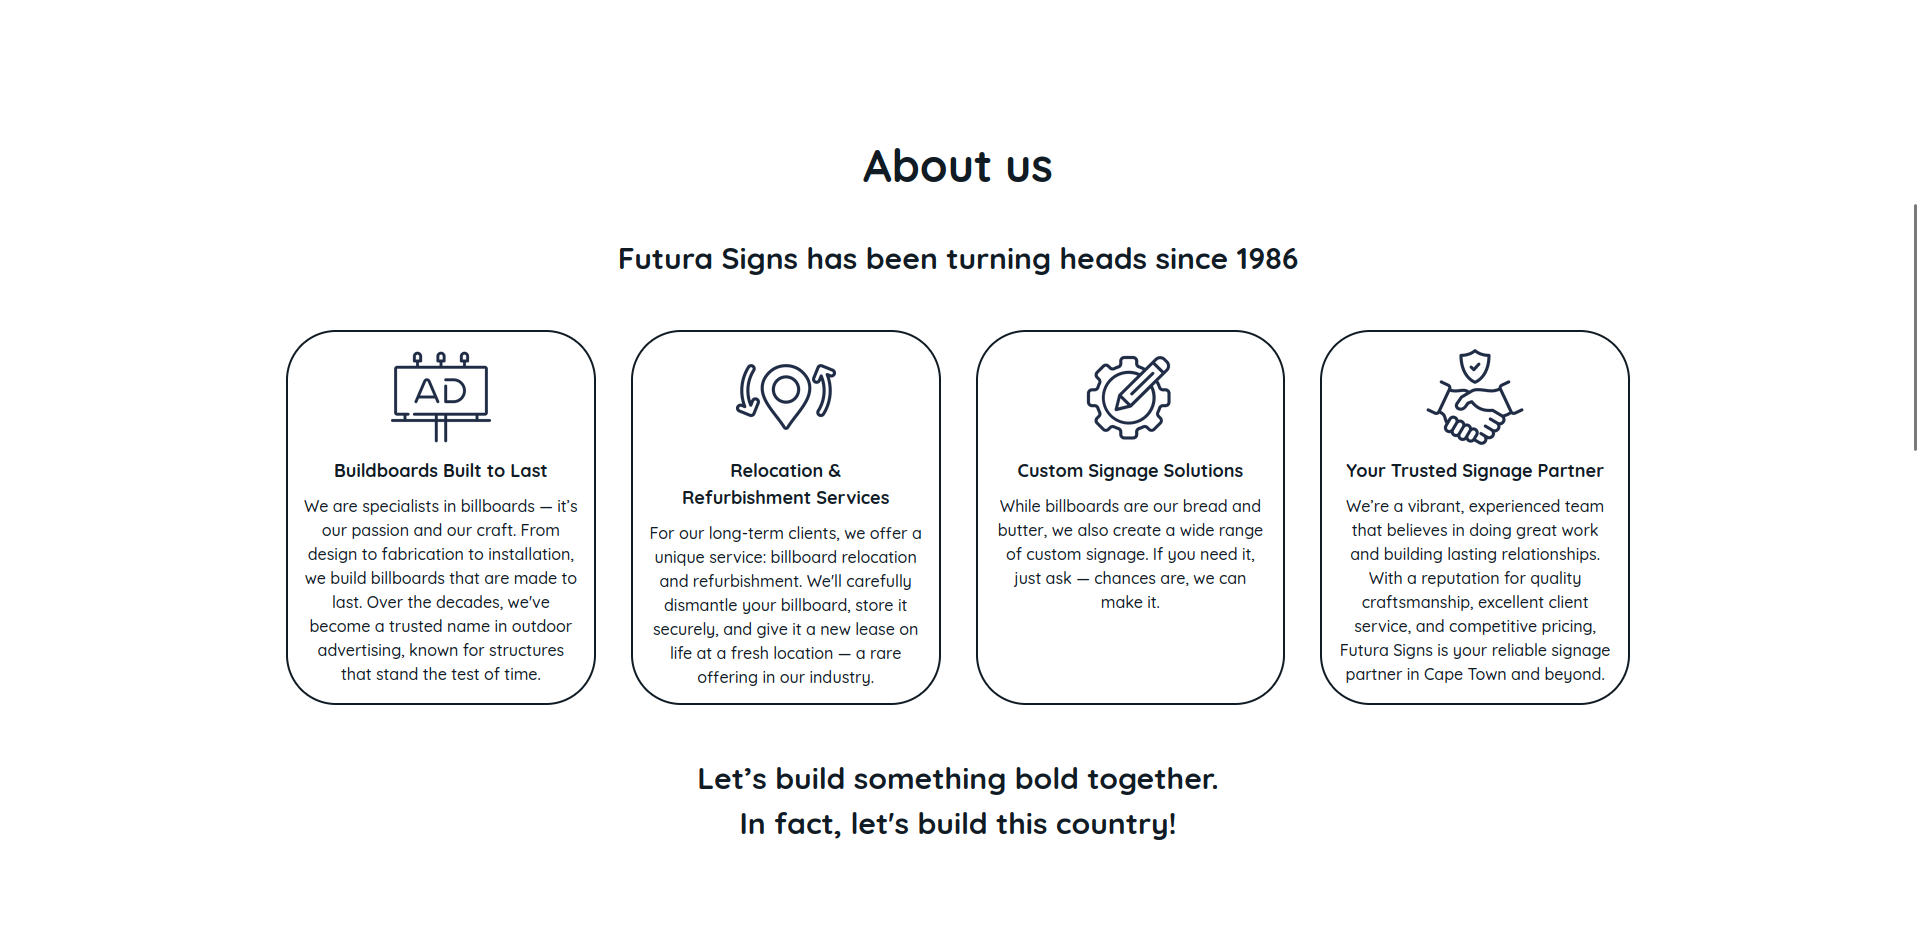 About us
Futura Signs has been turning heads since 1986
AD
Buildboards Built to Last
We are specialists in billboards — it’s
our passion and our craft. From
design to fabrication to installation,
we build billboards that are made to
last. Over the decades, we've
become a trusted name in outdoor
advertising, known for structures
that stand the test of time.
Relocation &
Refurbishment Services
For our long-term clients, we offer a
unique service: billboard relocation
and refurbishment. We'll carefully
dismantle your billboard, store it
securely, and give it a new lease on
life at a fresh location — a rare
offering in our industry.
Custom Signage Solutions
While billboards are our bread and
butter, we also create a wide range
of custom signage. If you need it,
just ask — chances are, we can
make it.
Your Trusted Signage Partner
We’re a vibrant, experienced team
that believes in doing great work
and building lasting relationships.
With a reputation for quality
craftsmanship, excellent client
service, and competitive pricing,
Futura Signs is your reliable signage
partner in Cape Town and beyond.
Let’s build something bold together.
In fact, let's build this country!